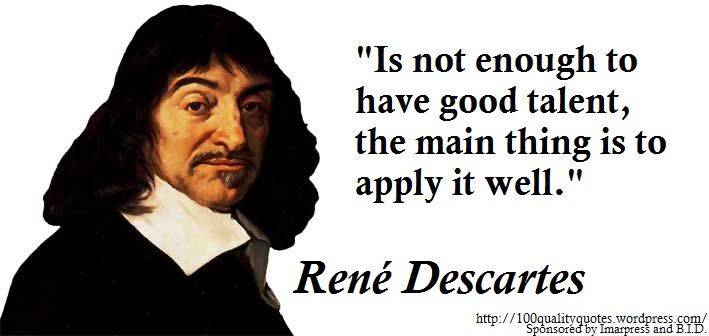 "Is not enough to
have good talent,
the main thing is to
apply it well."
René Descartes
http://100qualityquotes.wordpress.com/
Sponsored by Imarpress and B.I.D.